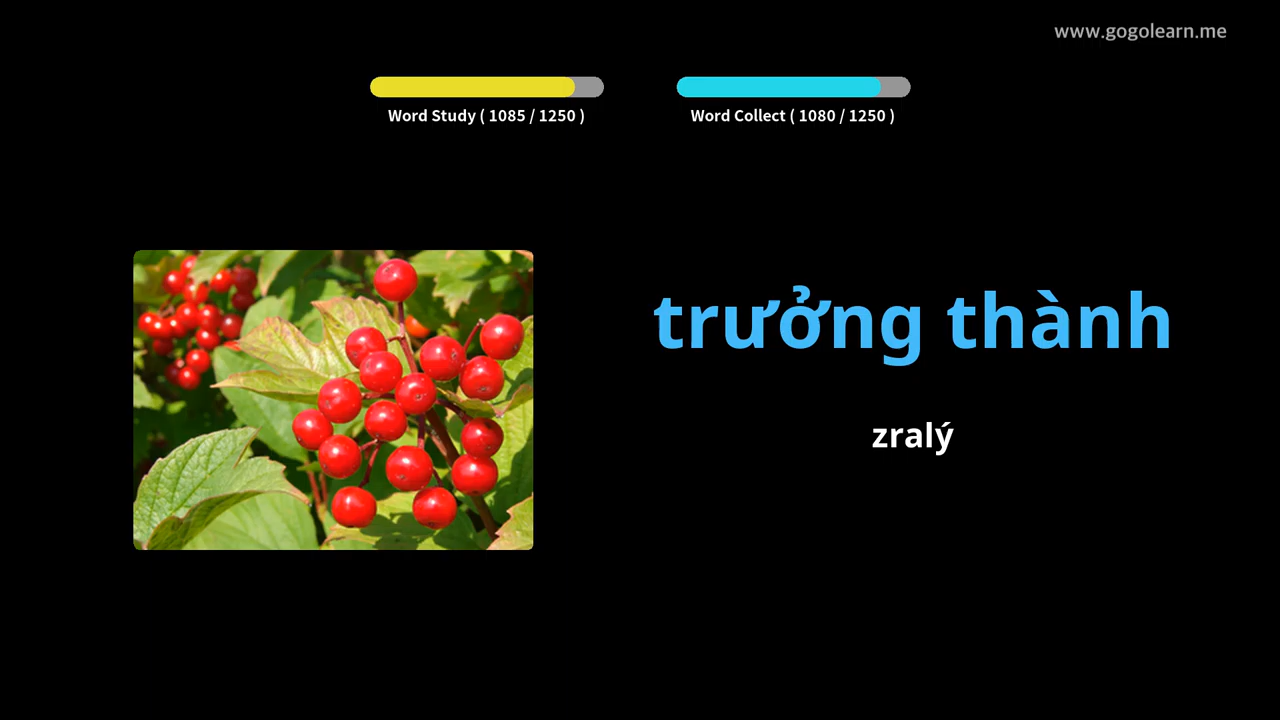 www.gogolearn.me
Word Study ( 1085 / 1250 )
Word Collect ( 1080 / 1250 )
trưởng thành
zralý